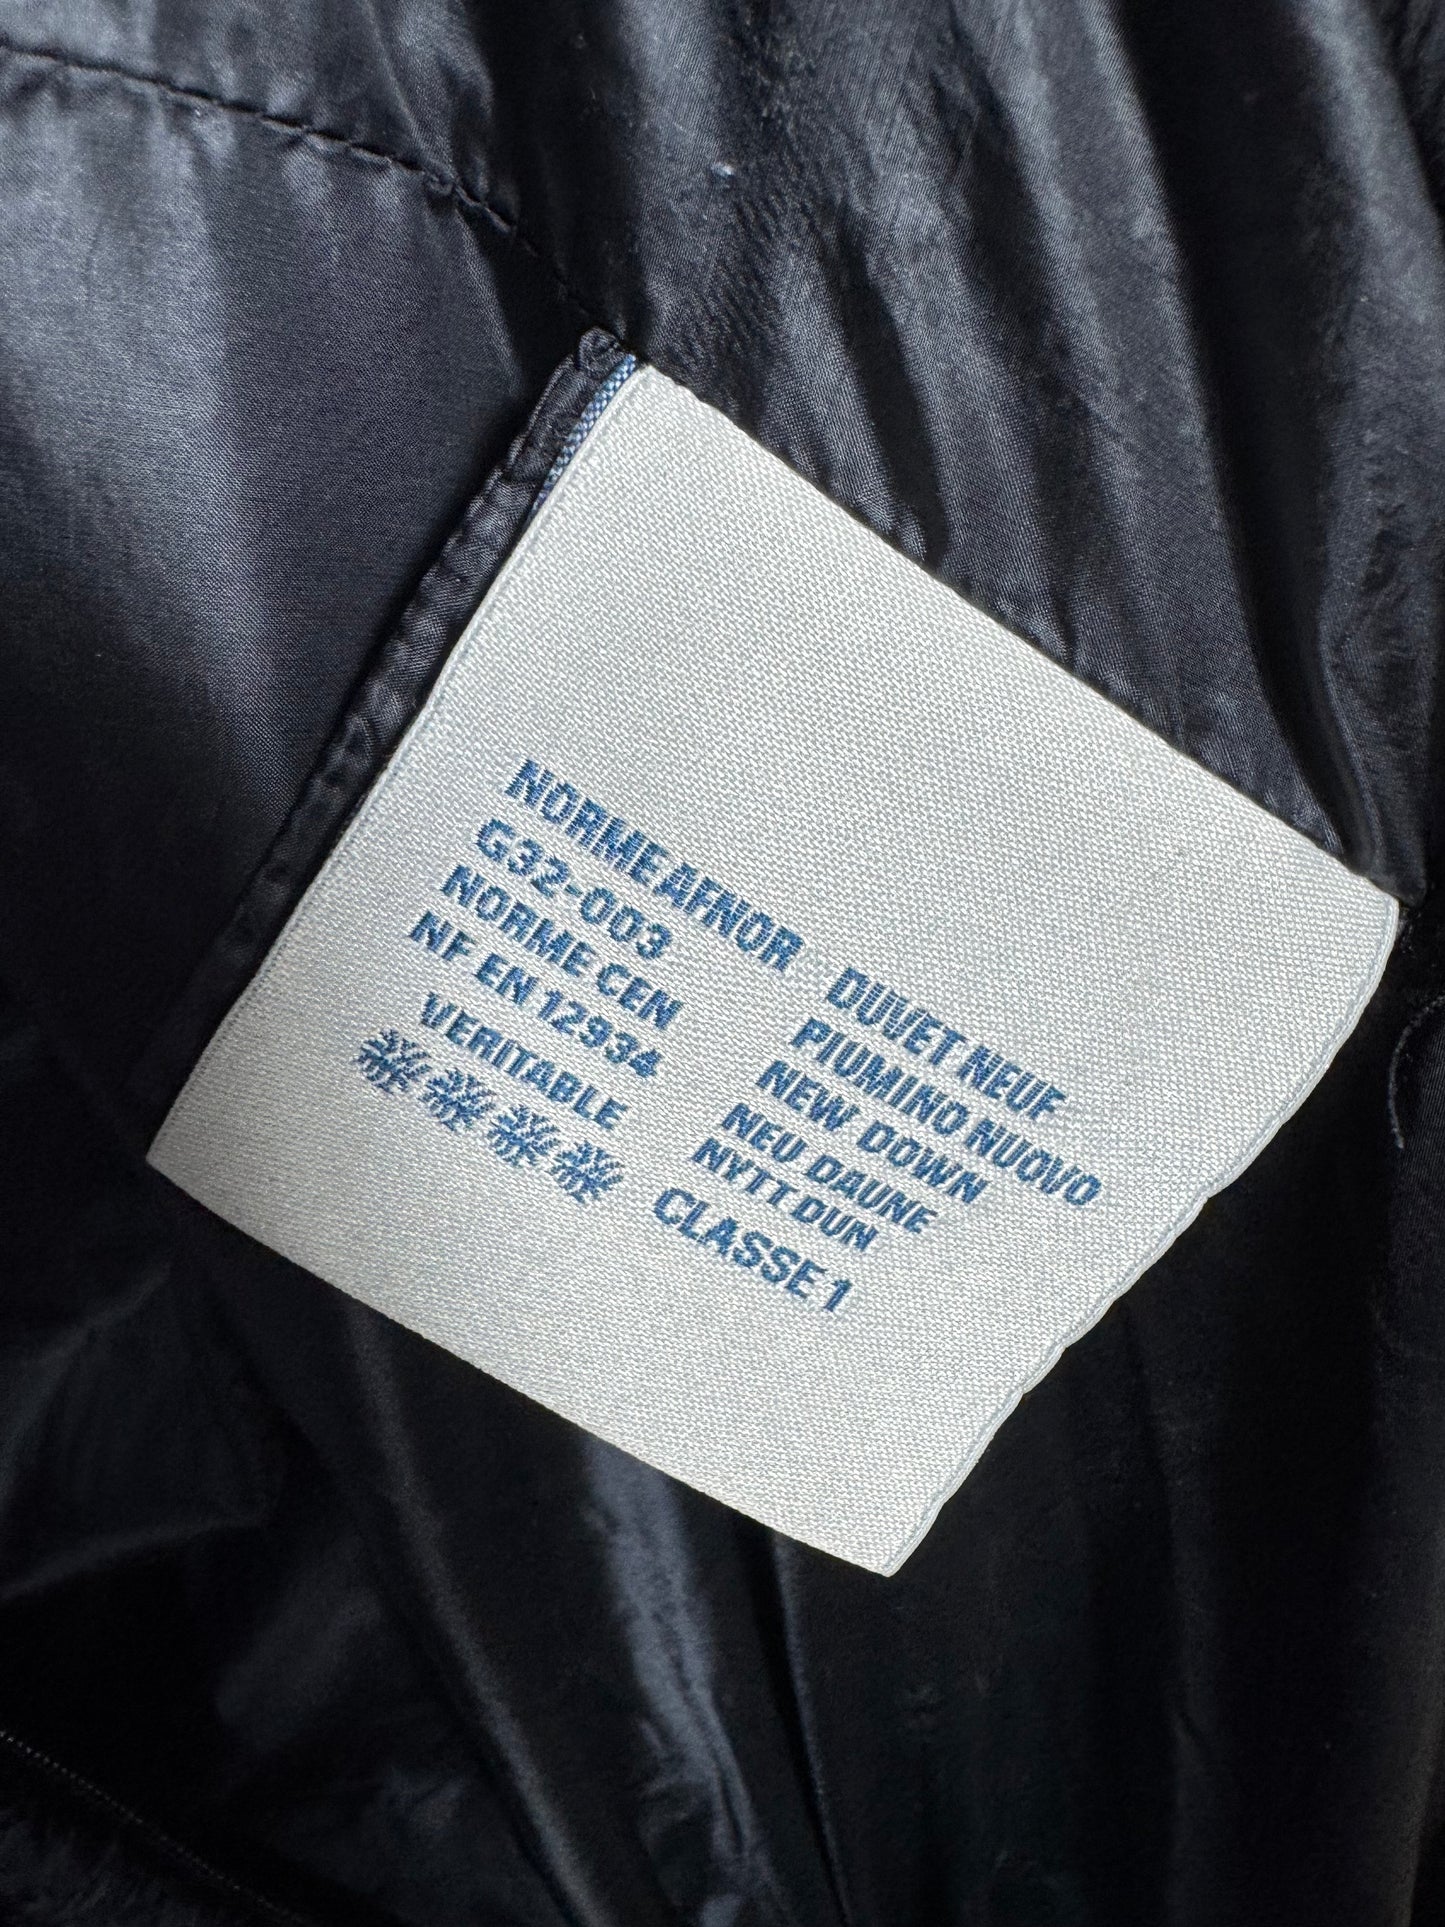 NORME AFNOR
G32-003
NORME CEN
NF EN 12934
VERITABLE
DUVET NEUF
PIUMINO NUOVO
NEW DOWN
NEU DAUNE
NYTT DUN
CLASSE 1